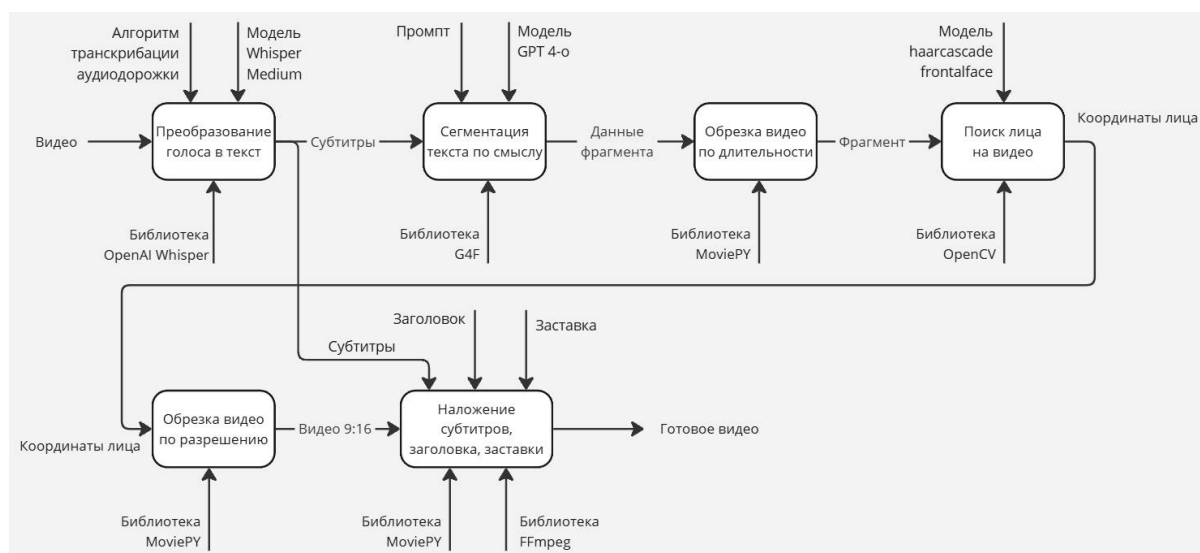 Алгоритм
транскрибации
аудиодорожки
Модель
Whisper
Medium
Промпт
Модель
GPT 4-o
Модель
haarcascade
frontalface
Видео
Преобразование
голоса в текст
Субтитры
Сегментация
текста по смыслу
Данные
фрагмента
Обрезка видео
по длительности
Фрагмент
Поиск лица
на видео
Координаты лица
Библиотека
OpenAI Whisper
Библиотека
G4F
Библиотека
MoviePY
Библиотека
OpenCV
Заголовок
Заставка
Субтитры
Координаты лица
Обрезка видео
по разрешению
Видео 9:16
Наложение
субтитров,
заголовка, заставки
Готовое видео
Библиотека
MoviePY
Библиотека
MoviePY
Библиотека
FFmpeg